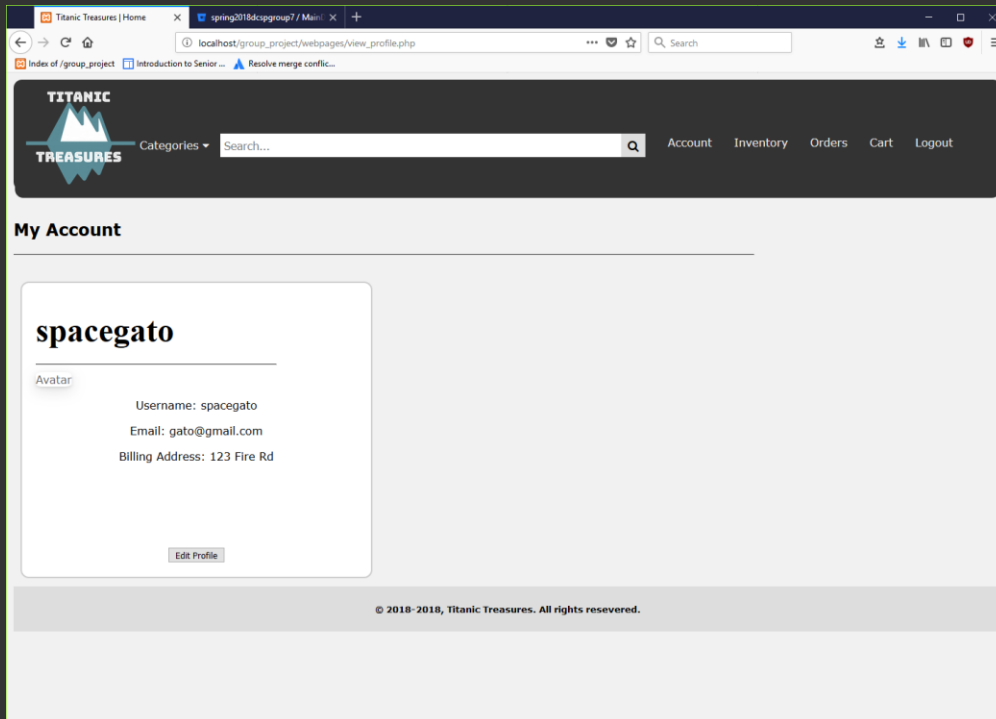 Titanic Treasures | Home
spring2018dcspgroup7 / Main
localhost/group_project/webpages/view_profile.php
Search
Index of /group_project
Introduction to Senior ...
Resolve merge conflic...
TITANIC
TREASURES
Categories
Search...
Account
Inventory
Orders
Cart
Logout
My Account
spacegato
Avatar
Username: spacegato
Email: gato@gmail.com
Billing Address: 123 Fire Rd
Edit Profile
© 2018-2018, Titanic Treasures. All rights resevered.